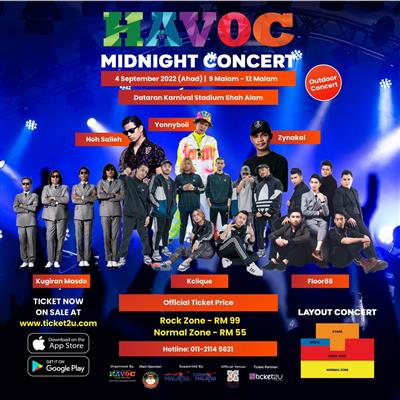 HAVOC
MIDNIGHT CONCERT
4 September 2022 (Ahad) | 9 Malam - 12 Malam
Dataran Karnival Stadium Shah Alam
Outdoor
Concert
Yonnyboii
Noh Salleh
Zynakal
Kugiran Masdo
Kclique
Floor88
TICKET NOW
ON SALE AT
www.ticket2u.com
Download on the
App Store
GET IT ON
Google Play
Official Ticket Price
Rock Zone - RM 99
Normal Zone - RM 55
Hotline: 011-2114 5621
LAYOUT CONCERT
STAGE
ROCK ZONE
NORMAL ZONE
Organised By:
Main Sponsor:
Supported By:
Official Venue:
Ticket Partner:
HAVOC
MALAYSIA
ticket2U